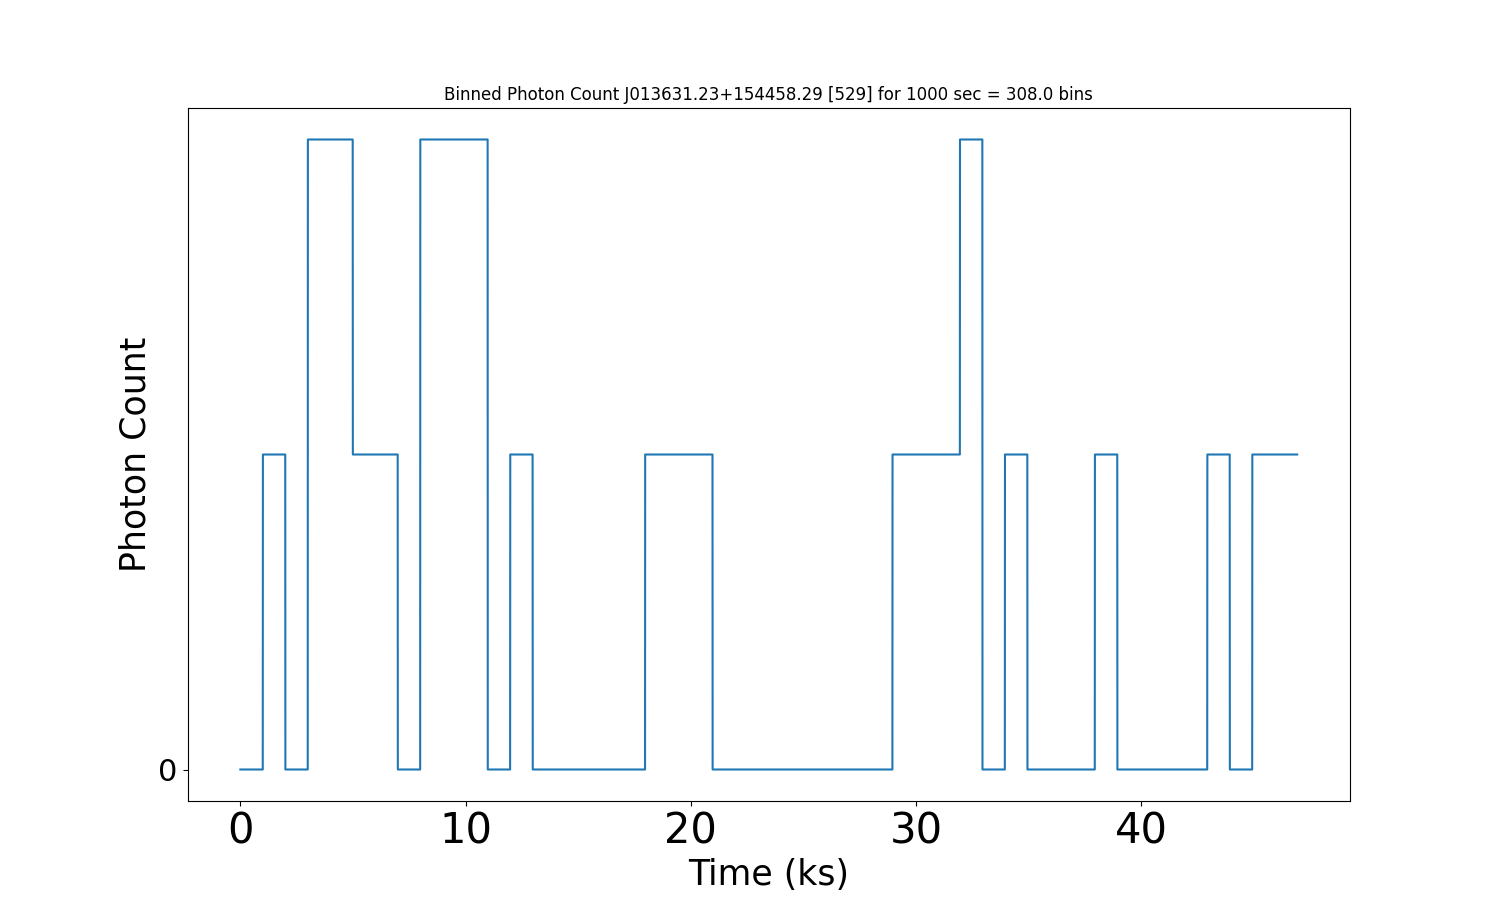 Binned Photon Count J013631.23+154458.29 [529] for 1000 sec = 308.0 bins
Photon Count
0
0 10 20 30 40
Time (ks)